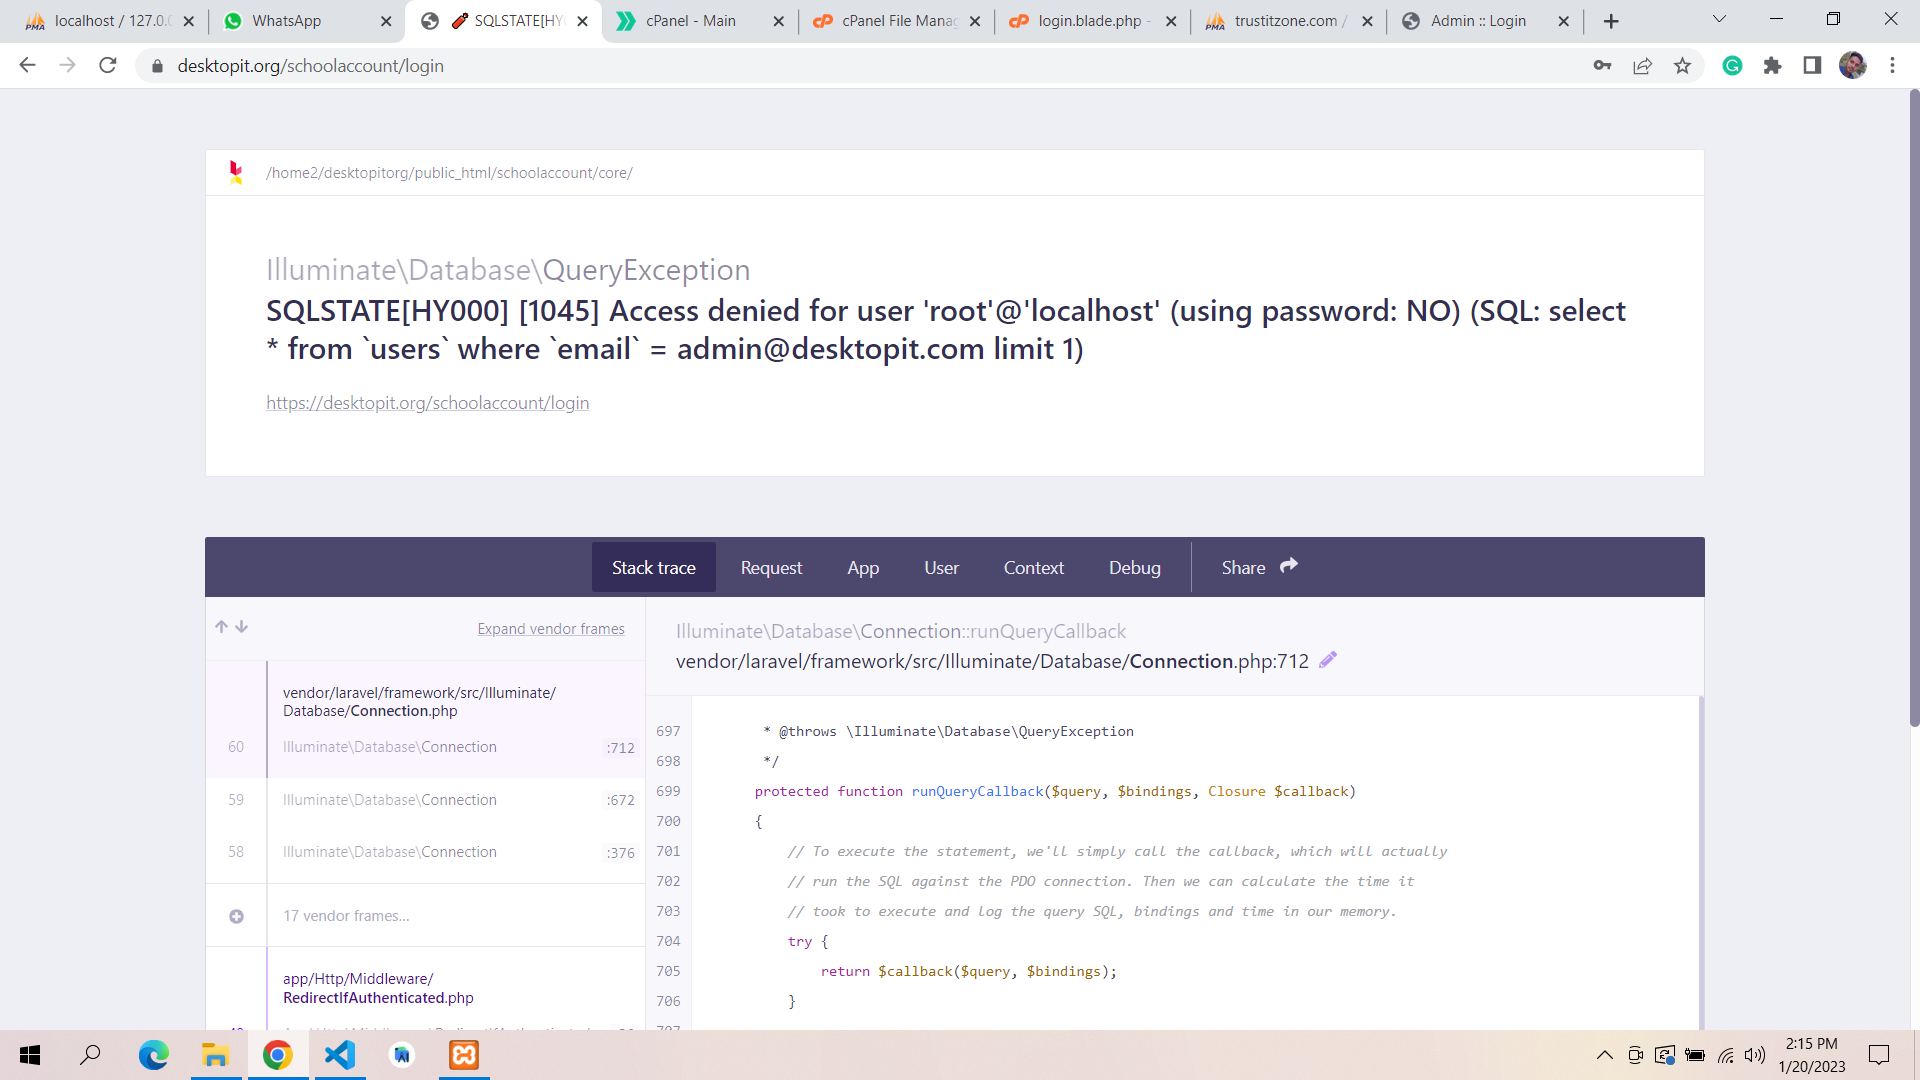 localhost / 127.0.0
WhatsApp
SQLSTATE[HY
cPanel - Main
cPanel File Manag
login.blade.php -
trustitzone.com /
Admin :: Login
desktopit.org/schoolaccount/login
/home2/desktopitorg/public_html/schoolaccount/core/
Illuminate\Database\QueryException
SQLSTATE[HY000] [1045] Access denied for user 'root'@'localhost' (using password: NO) (SQL: select
* from `users` where `email` = admin@desktopit.com limit 1)
https://desktopit.org/schoolaccount/login
Stack trace Request App User Context Debug Share
Expand vendor frames
vendor/laravel/framework/src/Illuminate/
Database/Connection.php
60 Illuminate\Database\Connection :712
59 Illuminate\Database\Connection :672
58 Illuminate\Database\Connection :376
17 vendor frames...
app/Http/Middleware/
RedirectIfAuthenticated.php
Illuminate\Database\Connection::runQueryCallback
vendor/laravel/framework/src/Illuminate/Database/Connection.php:712
697 * @throws \Illuminate\Database\QueryException
698 */
699 protected function runQueryCallback($query, $bindings, Closure $callback)
700 {
701 // To execute the statement, we'll simply call the callback, which will actually
702 // run the SQL against the PDO connection. Then we can calculate the time it
703 // took to execute and log the query SQL, bindings and time in our memory.
704 try {
705 return $callback($query, $bindings);
706 }
2:15 PM
1/20/2023